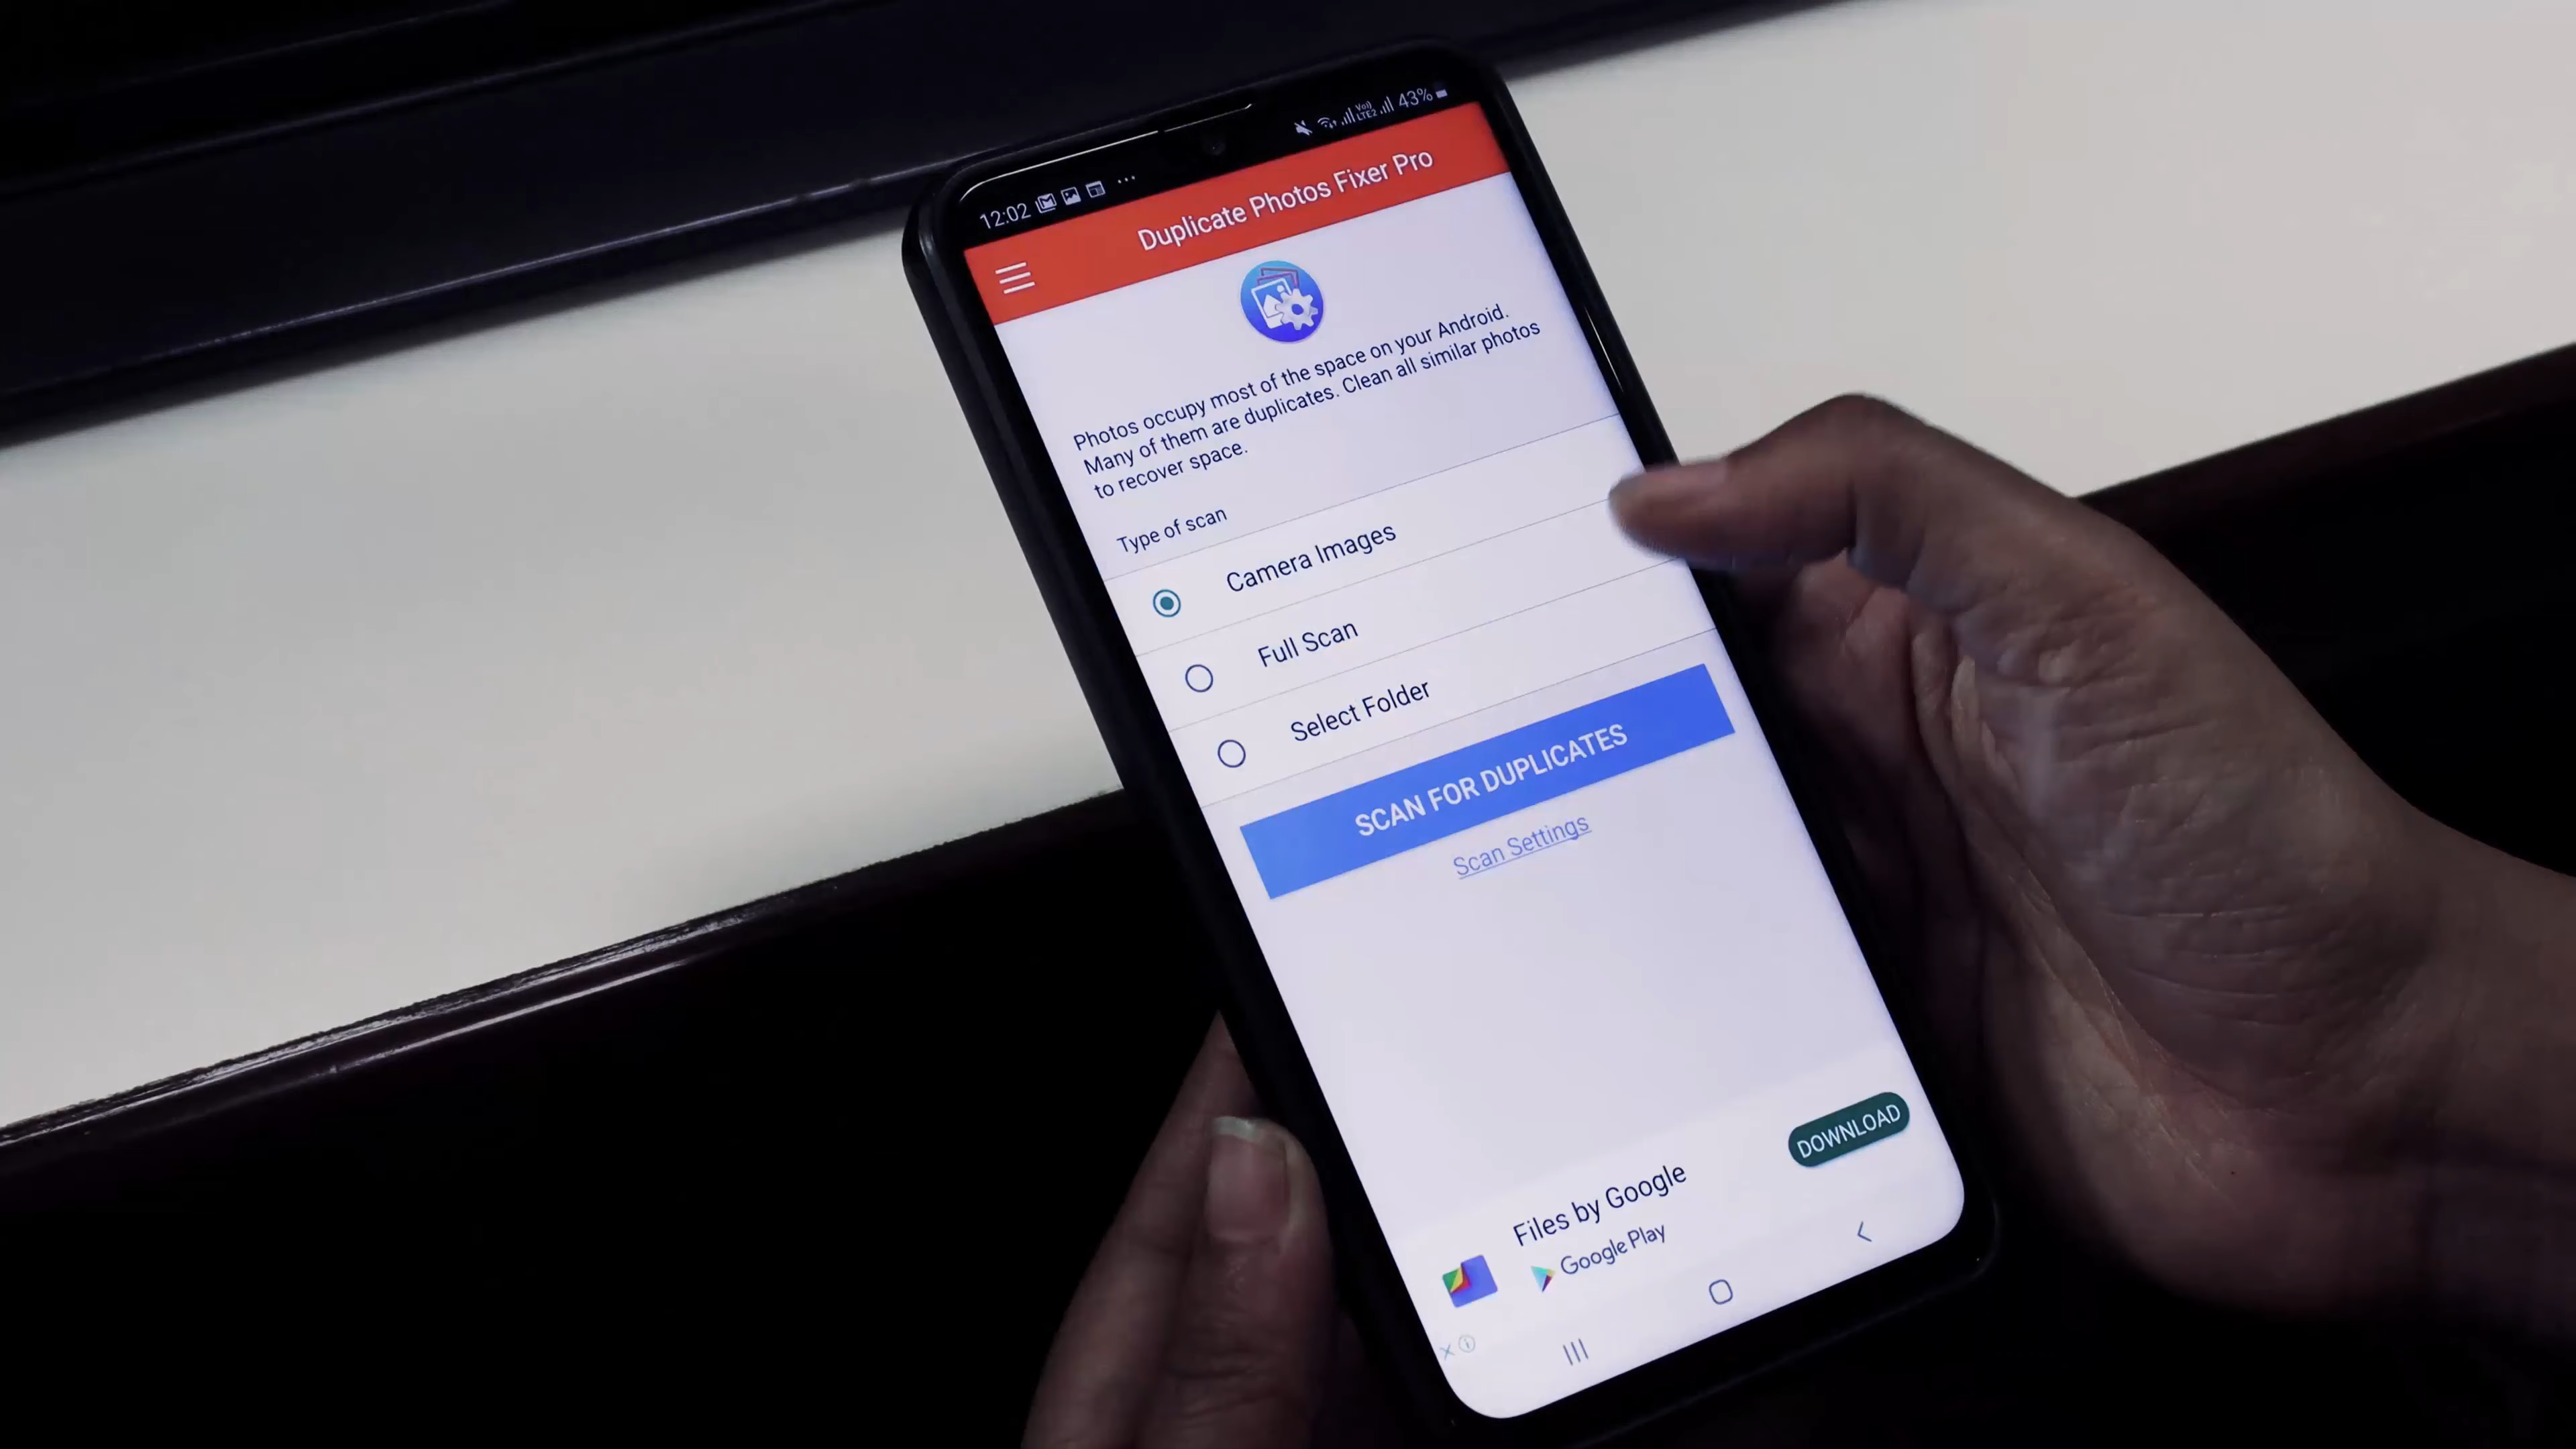 12:02
Vo)
LTE2
43%
Duplicate Photos Fixer Pro
Photos occupy most of the space on your Android.
Many of them are duplicates. Clean all similar photos
to recover space.
Type of scan
Camera Images
Full Scan
Select Folder
SCAN FOR DUPLICATES
Scan Settings
Files by Google
Google Play
DOWNLOAD